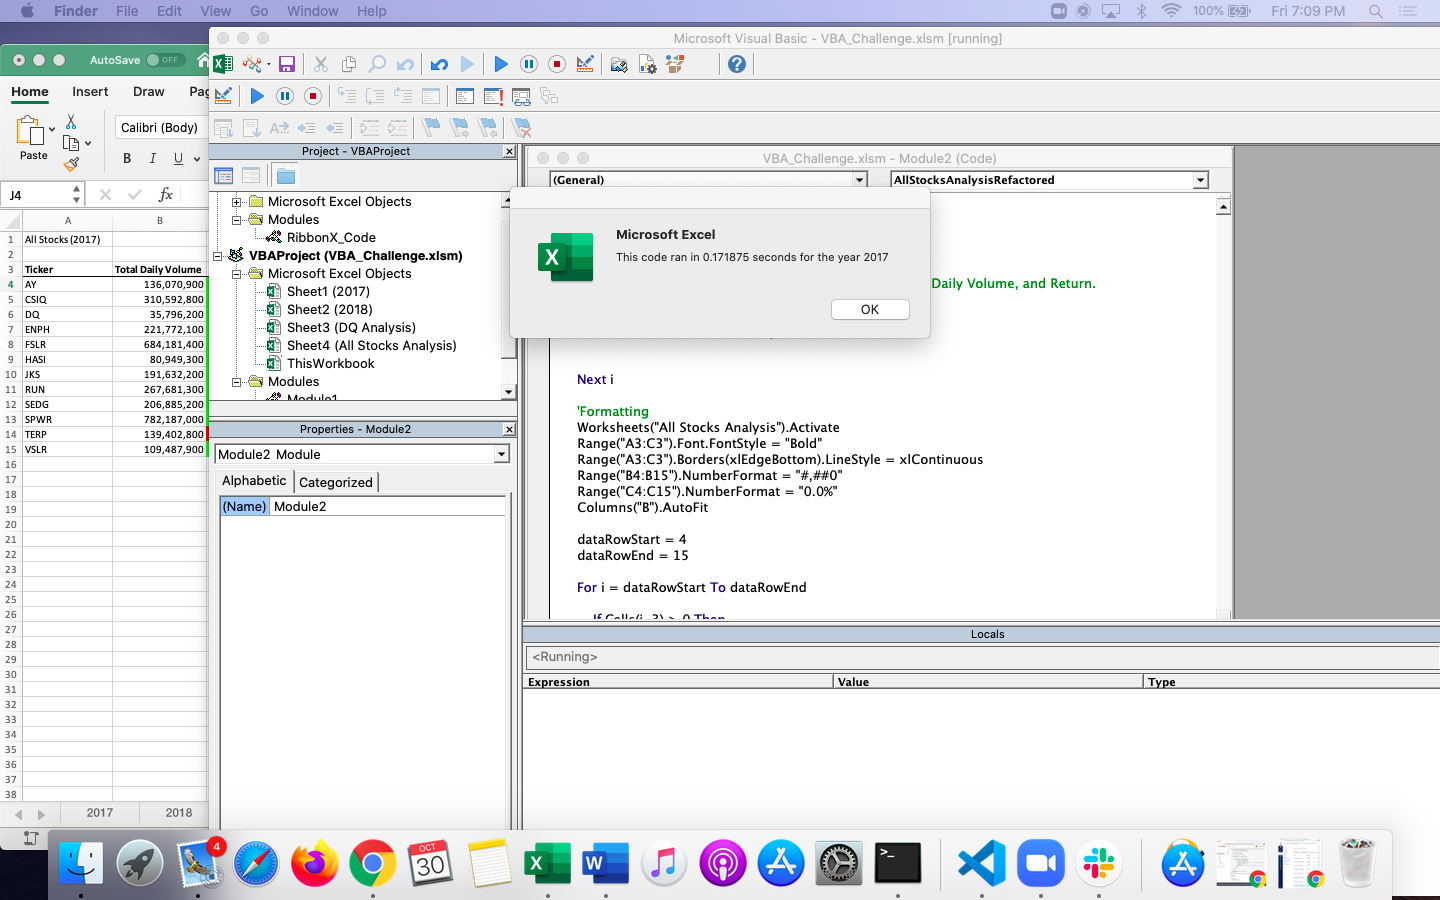 Finder File Edit View Go Window Help 100% Fri 7:09 PM
Microsoft Visual Basic - VBA_Challenge.xlsm [running]
AutoSave OFF
Home Insert Draw Pag
Calibri (Body)
Paste
B I U
J4 fx
A B
1 All Stocks (2017)
2
3 Ticker Total Daily Volume
4 AY 136,070,900
5 CSIQ 310,592,800
6 DQ 35,796,200
7 ENPH 221,772,100
8 FSLR 684,181,400
9 HASI 80,949,300
10 JKS 191,632,200
11 RUN 267,681,300
12 SEDG 206,885,200
13 SPWR 782,187,000
14 TERP 139,402,800
15 VSLR 109,487,900
16
17
18
19
20
21
22
23
24
25
26
27
28
29
30
31
32
33
34
35
36
37
38
2017 2018
Project - VBAProject
Microsoft Excel Objects
Modules
RibbonX_Code
VBAProject (VBA_Challenge.xlsm)
Microsoft Excel Objects
Sheet1 (2017)
Sheet2 (2018)
Sheet3 (DQ Analysis)
Sheet4 (All Stocks Analysis)
ThisWorkbook
Modules
Module1
Properties - Module2
Module2 Module
Alphabetic Categorized
(Name) Module2
VBA_Challenge.xlsm - Module2 (Code)
(General) AllStocksAnalysisRefactored
Microsoft Excel
This code ran in 0.171875 seconds for the year 2017
OK
Daily Volume, and Return.
Next i
'Formatting
Worksheets("All Stocks Analysis").Activate
Range("A3:C3").Font.FontStyle = "Bold"
Range("A3:C3").Borders(xlEdgeBottom).LineStyle = xlContinuous
Range("B4:B15").NumberFormat = "#,##0"
Range("C4:C15").NumberFormat = "0.0%"
Columns("B").AutoFit
dataRowStart = 4
dataRowEnd = 15
For i = dataRowStart To dataRowEnd
If Cells(i, 3) > 0 Then
Locals
<Running>
Expression Value Type
4
OCT
30